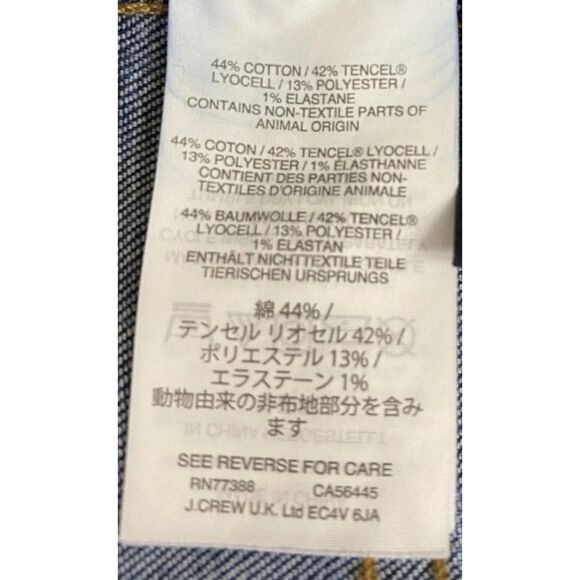 44% COTTON / 42% TENCEL®
LYOCELL / 13% POLYESTER /
1% ELASTANE
CONTAINS NON-TEXTILE PARTS OF
ANIMAL ORIGIN
44% COTON / 42% TENCEL® LYOCELL /
13% POLYESTER / 1% ÉLASTHANNE
CONTIENT DES PARTIES NON-
TEXTILES D'ORIGINE ANIMALE
44% BAUMWOLLE / 42% TENCEL®
LYOCELL / 13% POLYESTER /
1% ELASTAN
ENTHÄLT NICHTTEXTILE TEILE
TIERISCHEN URSPRUNGS
綿 44% /
テンセル リオセル 42% /
ポリエステル 13% /
エラステーン 1%
動物由来の非布地部分を含み
ます
SEE REVERSE FOR CARE
RN77388 CA56445
J.CREW U.K. Ltd EC4V 6JA